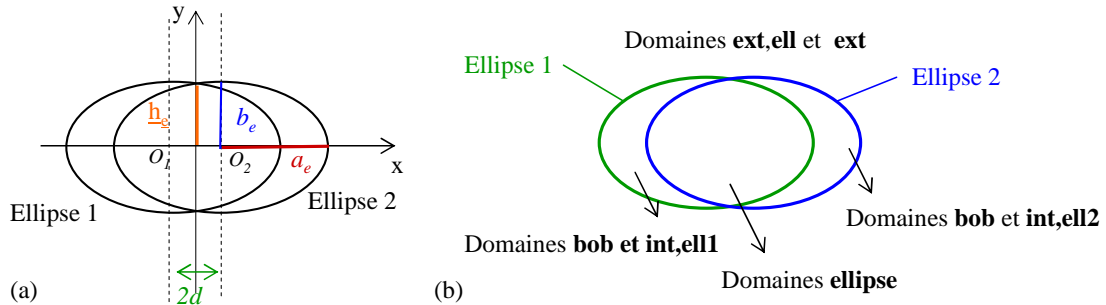 y
h_e
b_e
O_1
O_2
a_e
x
Ellipse 1
Ellipse 2
2d
(a)
Domaines ext,ell et ext
Ellipse 1
Ellipse 2
Domaines bob et int,ell2
Domaines bob et int,ell1
Domaines ellipse
(b)